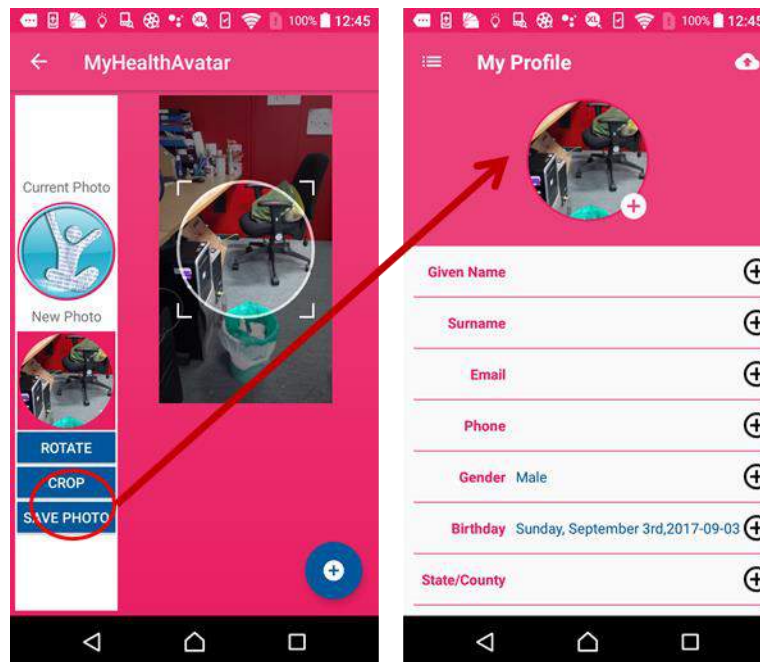 100% 12:45
MyHealthAvatar
Current Photo
New Photo
ROTATE
CROP
SAVE PHOTO
100% 12:45
My Profile
Given Name
Surname
Email
Phone
Gender Male
Birthday Sunday, September 3rd,2017-09-03
State/County